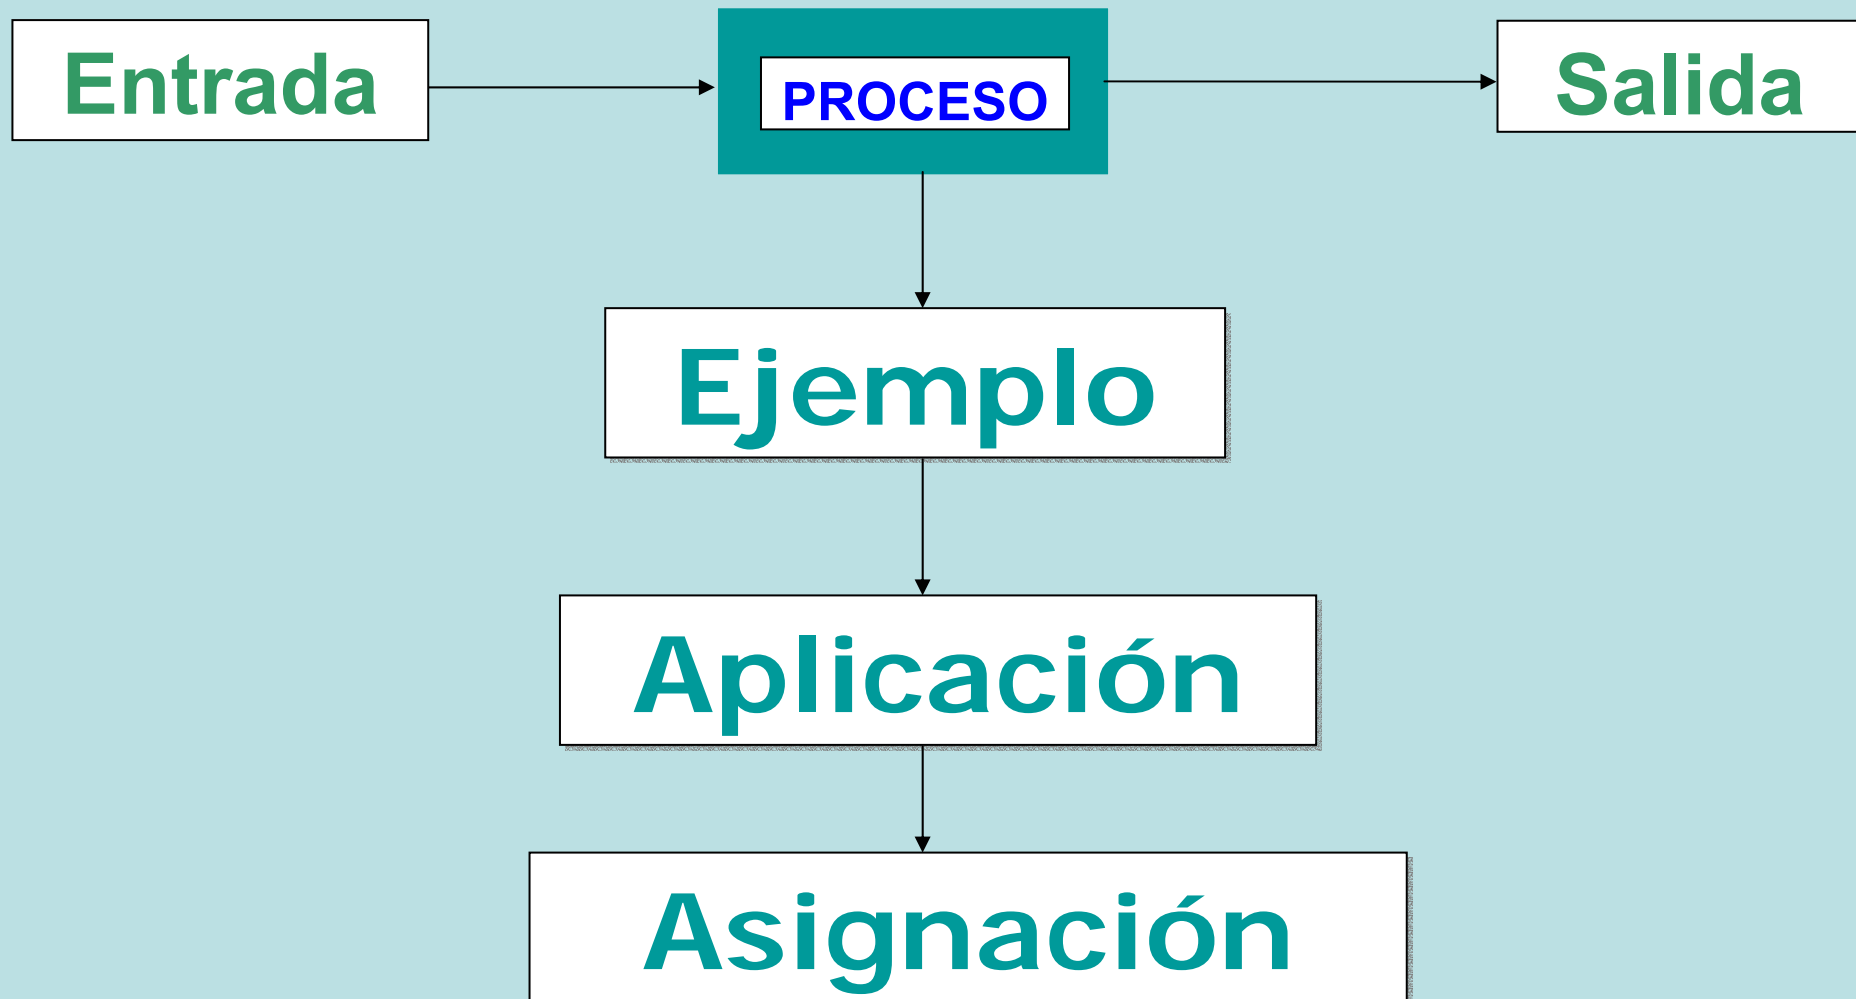 Entrada
PROCESO
Salida
Ejemplo
Aplicación
Asignación